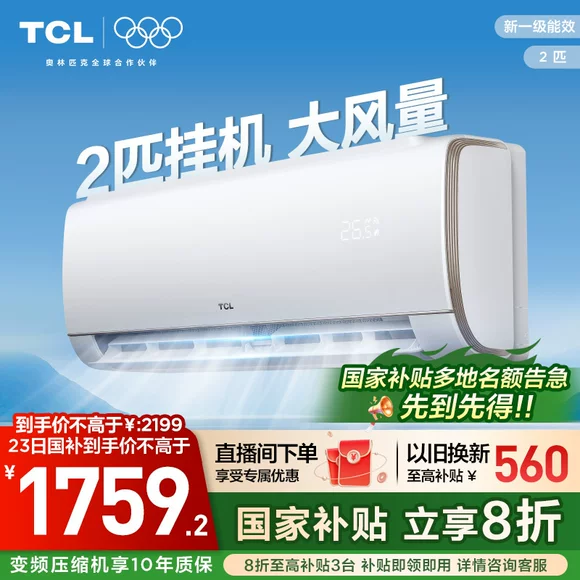 TCL
奥林匹克全球合作伙伴
新一级能效
2 匹
2匹挂机 大风量
26.5
TCL
国家补贴多地名额告急
先到先得!!
到手价不高于¥:2199
23日国补到手价不高于
¥1759.2
变频压缩机享10年质保
直播间下单
享受专属优惠
以旧换新
至高补贴¥
560
国家补贴 立享8折
8折至高补贴3台 补贴即领即用 详情咨询客服